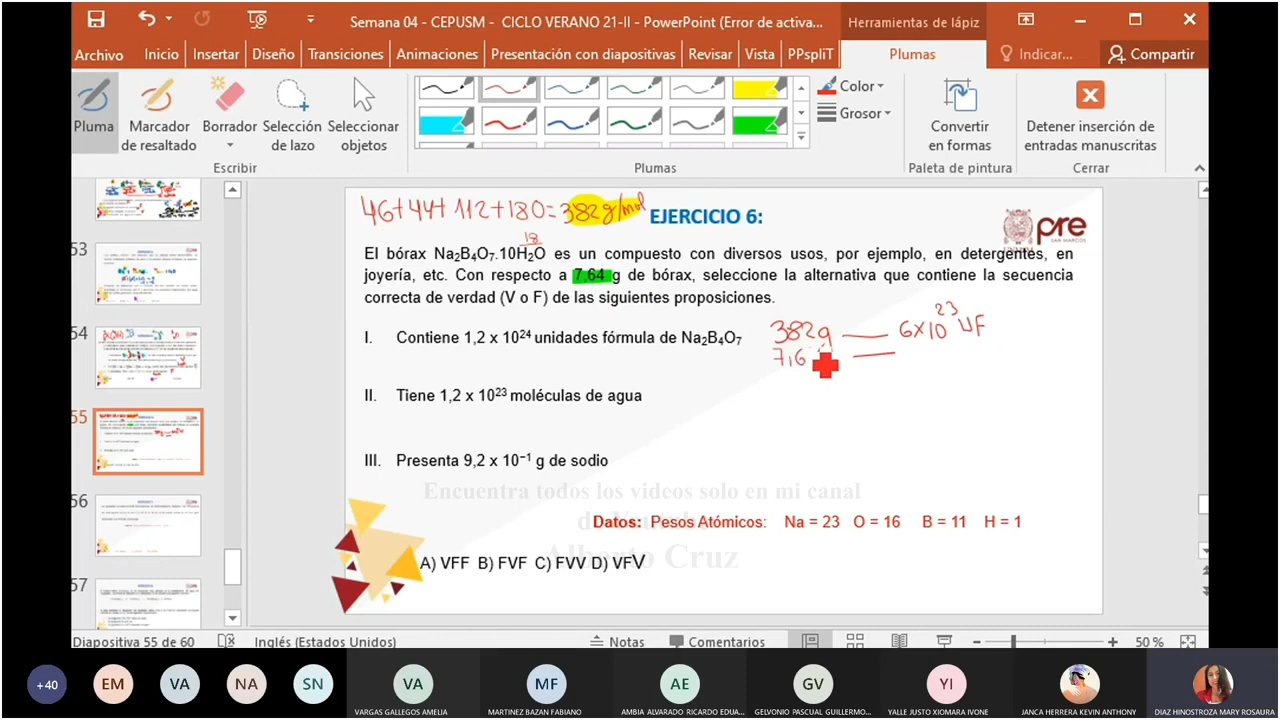 Semana 04 - CEPUSM - CICLO VERANO 21-II - PowerPoint (Error de activa...
Herramientas de lápiz
Archivo Inicio Insertar Diseño Transiciones Animaciones Presentación con diapositivas Revisar Vista PPspliT Plumas Indicar... Compartir
Pluma
Marcador de resaltado
Borrador
Selección de lazo
Seleccionar objetos
Color
Grosor
Convertir en formas
Detener inserción de entradas manuscritas
Escribir Plumas Paleta de pintura Cerrar
53
54
55
56
57
46+44+112+180 382g/mol
EJERCICIO 6:
pre
SAN MARCOS
18
El bórax Na₂B₄O₇.10H₂O es un compuesto con diversos usos, por ejemplo, en detergentes, en
joyería etc. Con respecto a 7,64 g de bórax, seleccione la alternativa que contiene la secuencia
correcta de verdad (V o F) de las siguientes proposiciones.
I. Contiene 1,2 x 10²⁴ unidades fórmula de Na₂B₄O₇
382g — 6x10²³ UF
7,6 —
II. Tiene 1,2 x 10²³ moléculas de agua
III. Presenta 9,2 x 10⁻¹ g de sodio
Alberto Cruz
Datos: Pesos Atómicos: Na = 23 O = 16 B = 11 H = 1
A) VFF B) FVF C) FVV D) VFV
Diapositiva 55 de 60 Inglés (Estados Unidos) Notas Comentarios 50 %
+40 EM VA NA SN VA MF AE GV YI
VARGAS GALLEGOS AMELIA MARTINEZ BAZAN FABIANO AMBIA ALVARADO RICARDO EDUA... GELVONIO PASCUAL GUILLERMO... YALLE JUSTO XIOMARA IVONE JANCA HERRERA KEVIN ANTHONY DIAZ HINOSTROZA MARY ROSAURA